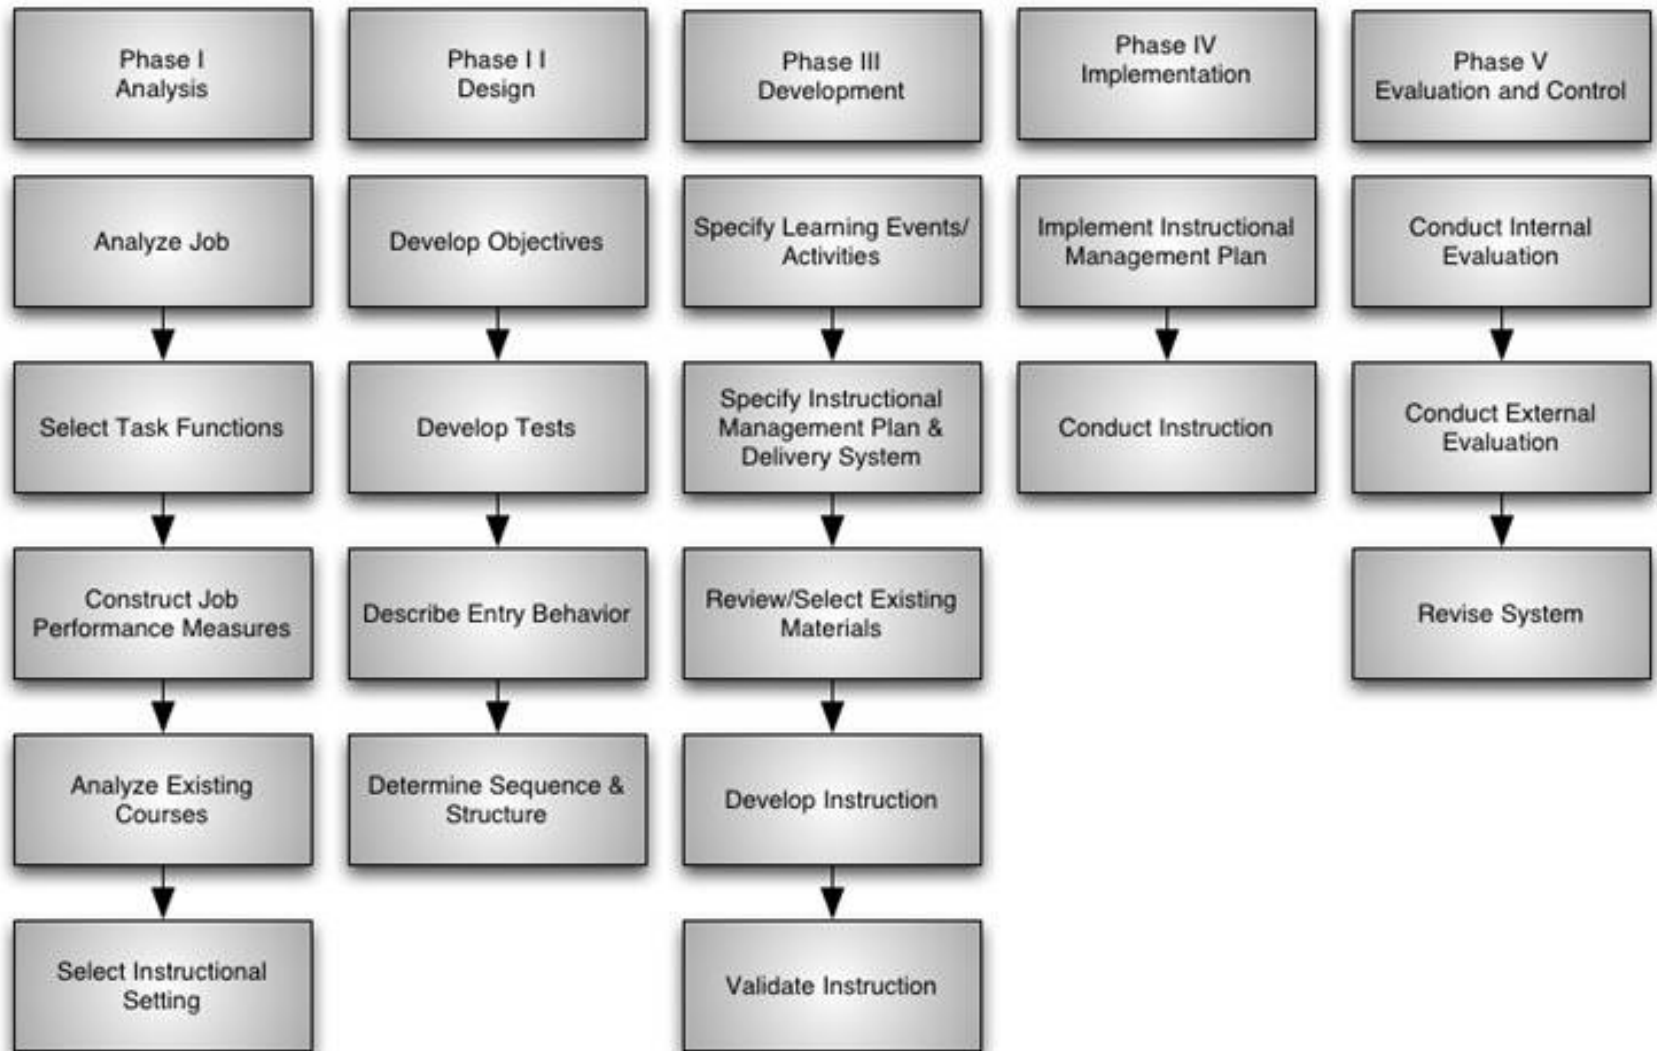 Phase I
Analysis
Phase I I
Design
Phase III
Development
Phase IV
Implementation
Phase V
Evaluation and Control
Analyze Job
Develop Objectives
Specify Learning Events/
Activities
Implement Instructional
Management Plan
Conduct Internal
Evaluation
Select Task Functions
Develop Tests
Specify Instructional
Management Plan &
Delivery System
Conduct Instruction
Conduct External
Evaluation
Construct Job
Performance Measures
Describe Entry Behavior
Review/Select Existing
Materials
Revise System
Analyze Existing
Courses
Determine Sequence &
Structure
Develop Instruction
Select Instructional
Setting
Validate Instruction